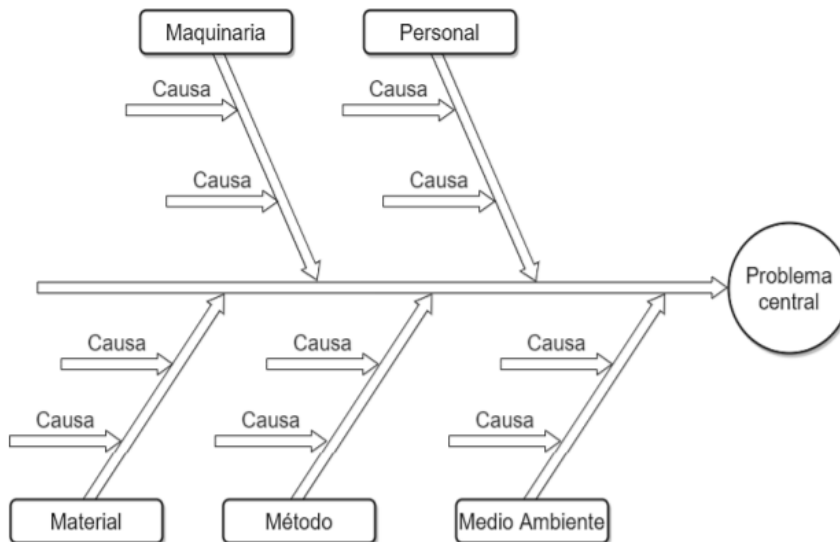 Maquinaria
Personal
Causa
Causa
Causa
Causa
Problema
central
Causa
Causa
Causa
Causa
Causa
Causa
Material
Método
Medio Ambiente